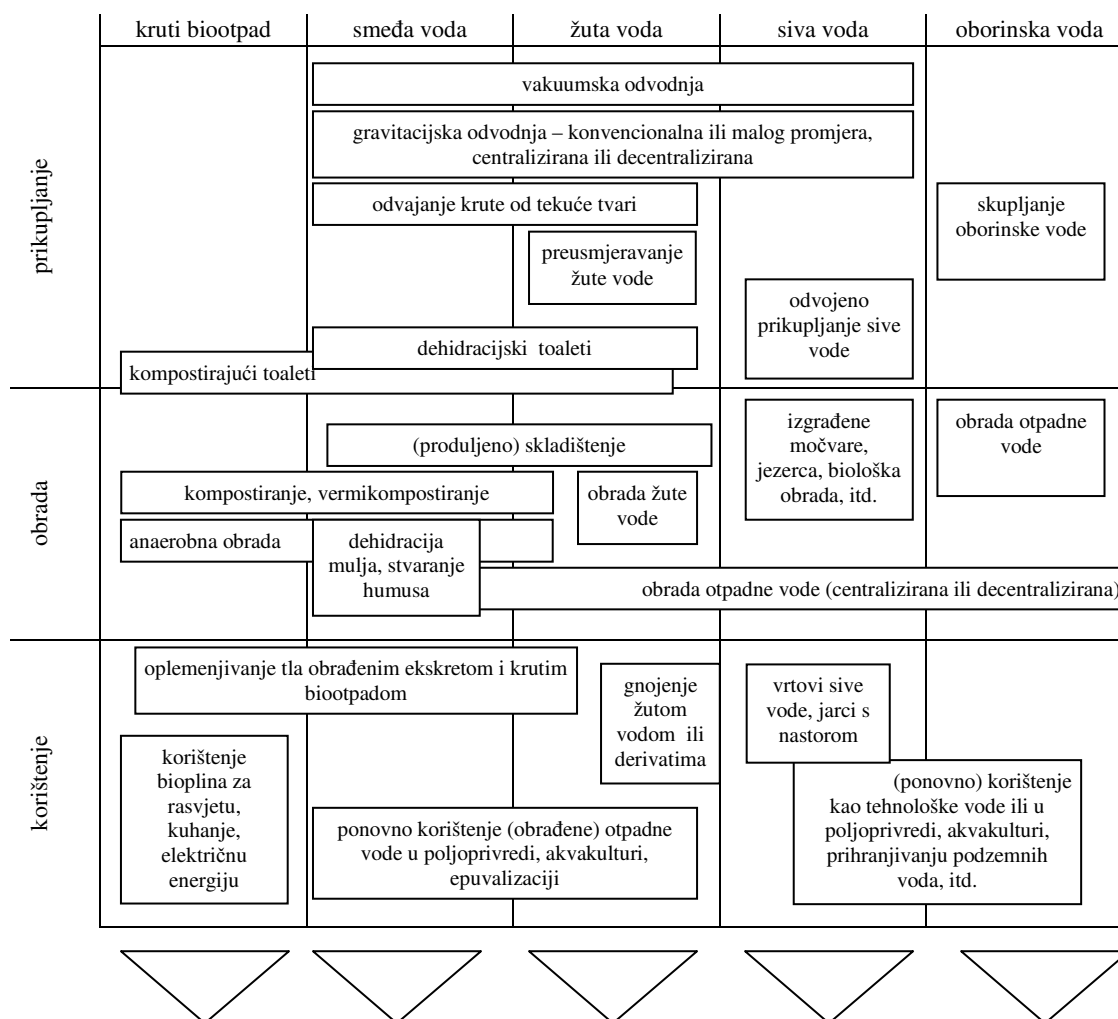 kruti biootpad
smeđa voda
žuta voda
siva voda
oborinska voda
prikupljanje
vakuumska odvodnja
gravitacijska odvodnja – konvencionalna ili malog promjera,
centralizirana ili decentralizirana
odvajanje krute od tekuće tvari
skupljanje
oborinske vode
preusmjeravanje
žute vode
odvojeno
prikupljanje sive
vode
dehidracijski  toaleti
kompostirajući toaleti
obrada
(produljeno) skladištenje
izgrađene
močvare,
jezerca, biološka
obrada, itd.
obrada otpadne
vode
kompostiranje, vermikompostiranje
obrada žute
vode
anaerobna obrada
dehidracija
mulja, stvaranje
humusa
obrada otpadne vode (centralizirana ili decentralizirana)
korištenje
oplemenjivanje tla obrađenim ekskretom i krutim
biootpadom
gnojenje
žutom
vodom  ili
derivatima
vrtovi sive
vode, jarci s
nastorom
korištenje
bioplina za
rasvjetu,
kuhanje,
električnu
energiju
ponovno korištenje (obrađene) otpadne
vode u poljoprivredi, akvakulturi,
epuvalizaciji
(ponovno) korištenje
kao tehnološke vode ili u
poljoprivredi, akvakulturi,
prihranjivanju podzemnih
voda, itd.